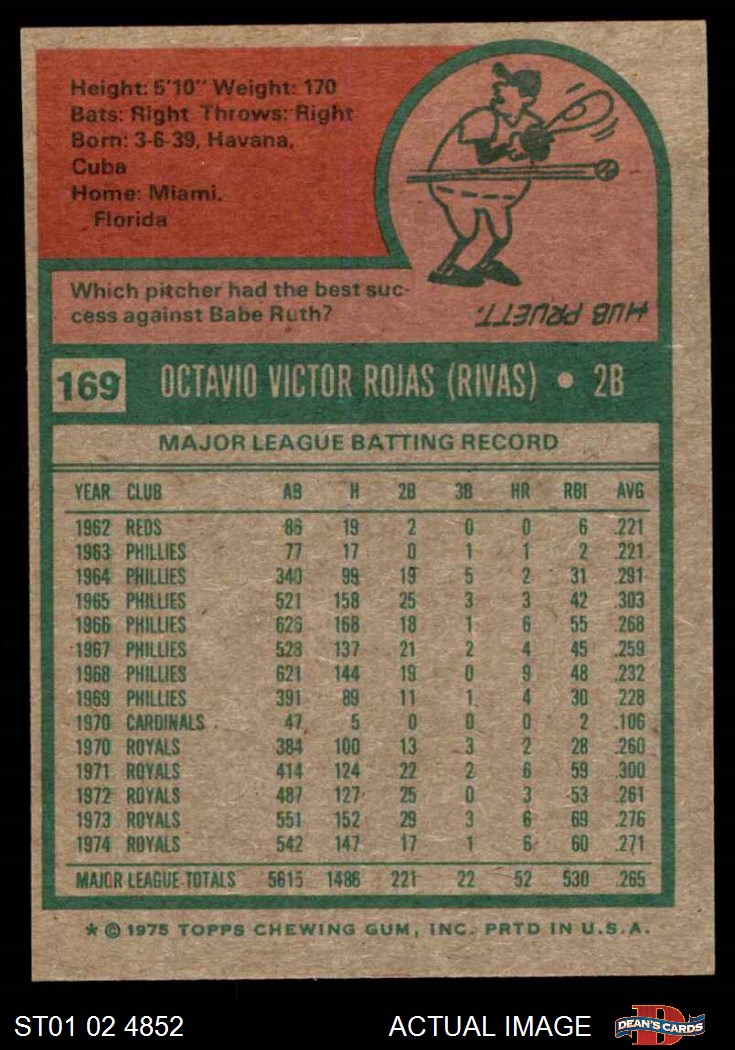 Height: 5'10" Weight: 170
Bats: Right Throws: Right
Born: 3-6-39, Havana,
Cuba
Home: Miami,
Florida
Which pitcher had the best suc-
cess against Babe Ruth?
HUB PRUETT.
169 OCTAVIO VICTOR ROJAS (RIVAS) • 2B
MAJOR LEAGUE BATTING RECORD
YEAR CLUB AB H 2B 3B HR RBI AVG
1962 REDS 86 19 2 0 0 6 .221
1963 PHILLIES 77 17 0 1 1 2 .221
1964 PHILLIES 340 99 19 5 2 31 .291
1965 PHILLIES 521 158 25 3 3 42 .303
1966 PHILLIES 626 168 18 1 6 55 .268
1967 PHILLIES 528 137 21 2 4 45 .259
1968 PHILLIES 621 144 19 0 9 48 .232
1969 PHILLIES 391 89 11 1 4 30 .228
1970 CARDINALS 47 5 0 0 0 2 .106
1970 ROYALS 384 100 13 3 2 28 .260
1971 ROYALS 414 124 22 2 6 59 .300
1972 ROYALS 487 127 25 0 3 53 .261
1973 ROYALS 551 152 29 3 6 69 .276
1974 ROYALS 542 147 17 1 6 60 .271
MAJOR LEAGUE TOTALS 5615 1486 221 22 52 530 .265
* © 1975 TOPPS CHEWING GUM, INC. PRTD IN U.S.A.
ST01 02 4852 ACTUAL IMAGE DEAN'S CARDS